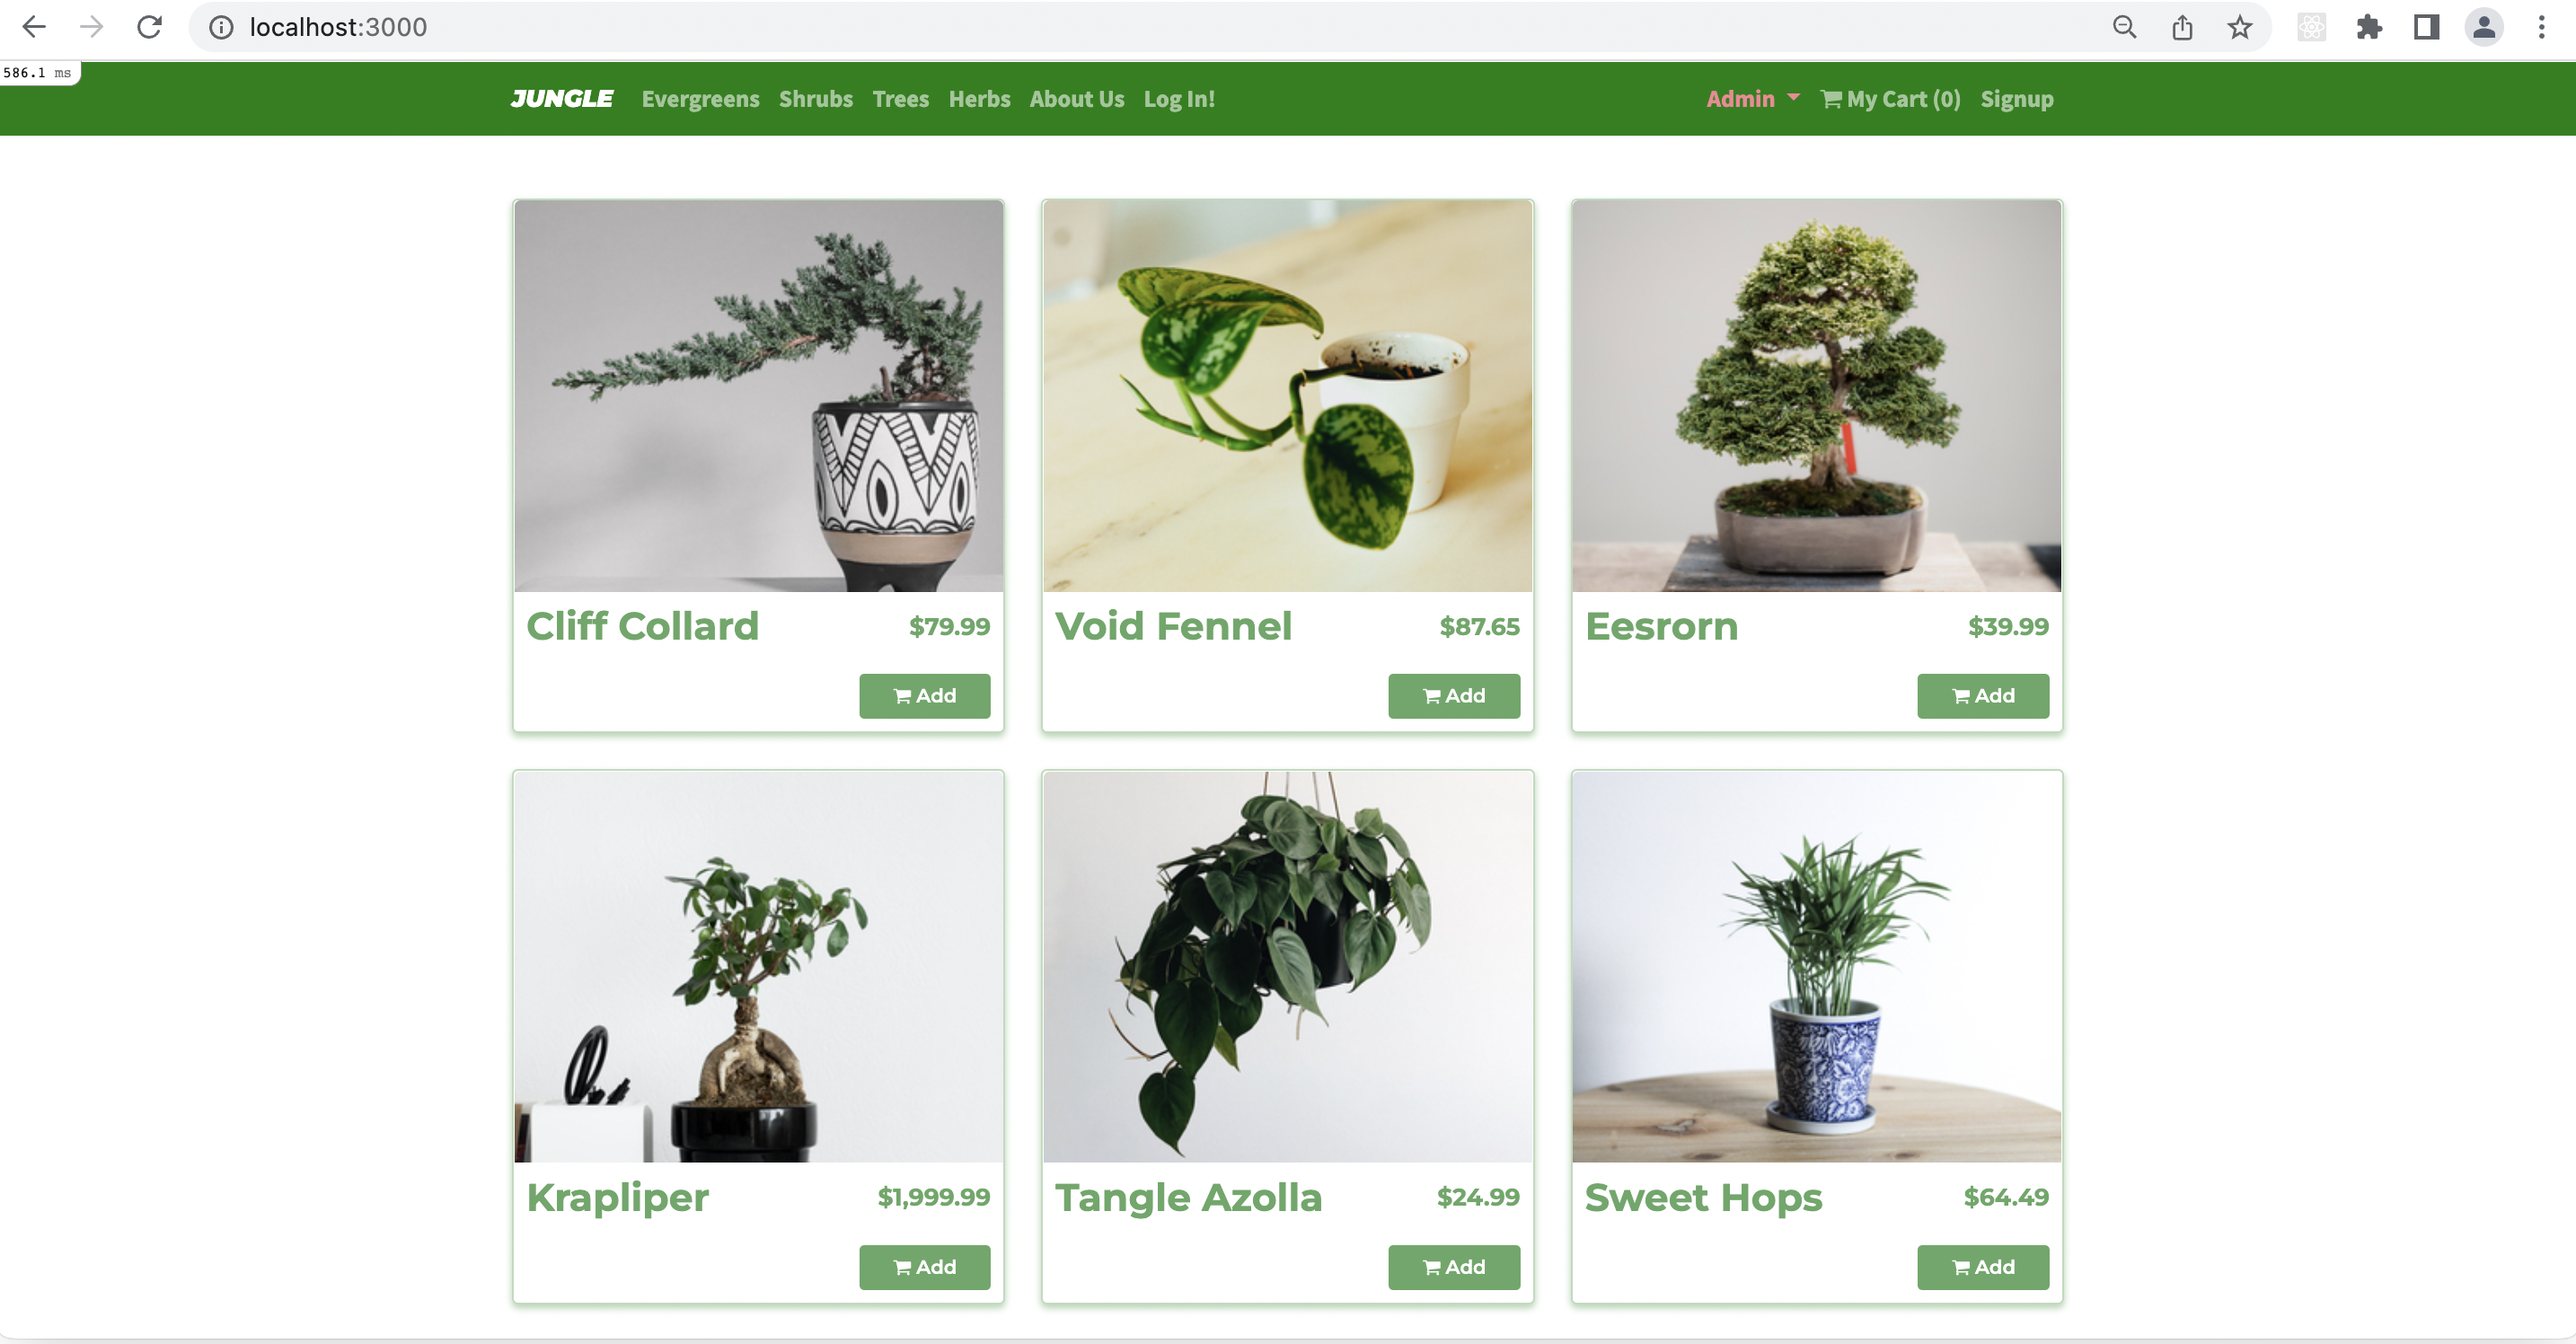 localhost:3000
586.1 ms
JUNGLE Evergreens Shrubs Trees Herbs About Us Log In! Admin My Cart (0) Signup
Cliff Collard $79.99
Void Fennel $87.65
Eesrorn $39.99
Add
Add
Add
Krapliper $1,999.99
Tangle Azolla $24.99
Sweet Hops $64.49
Add
Add
Add